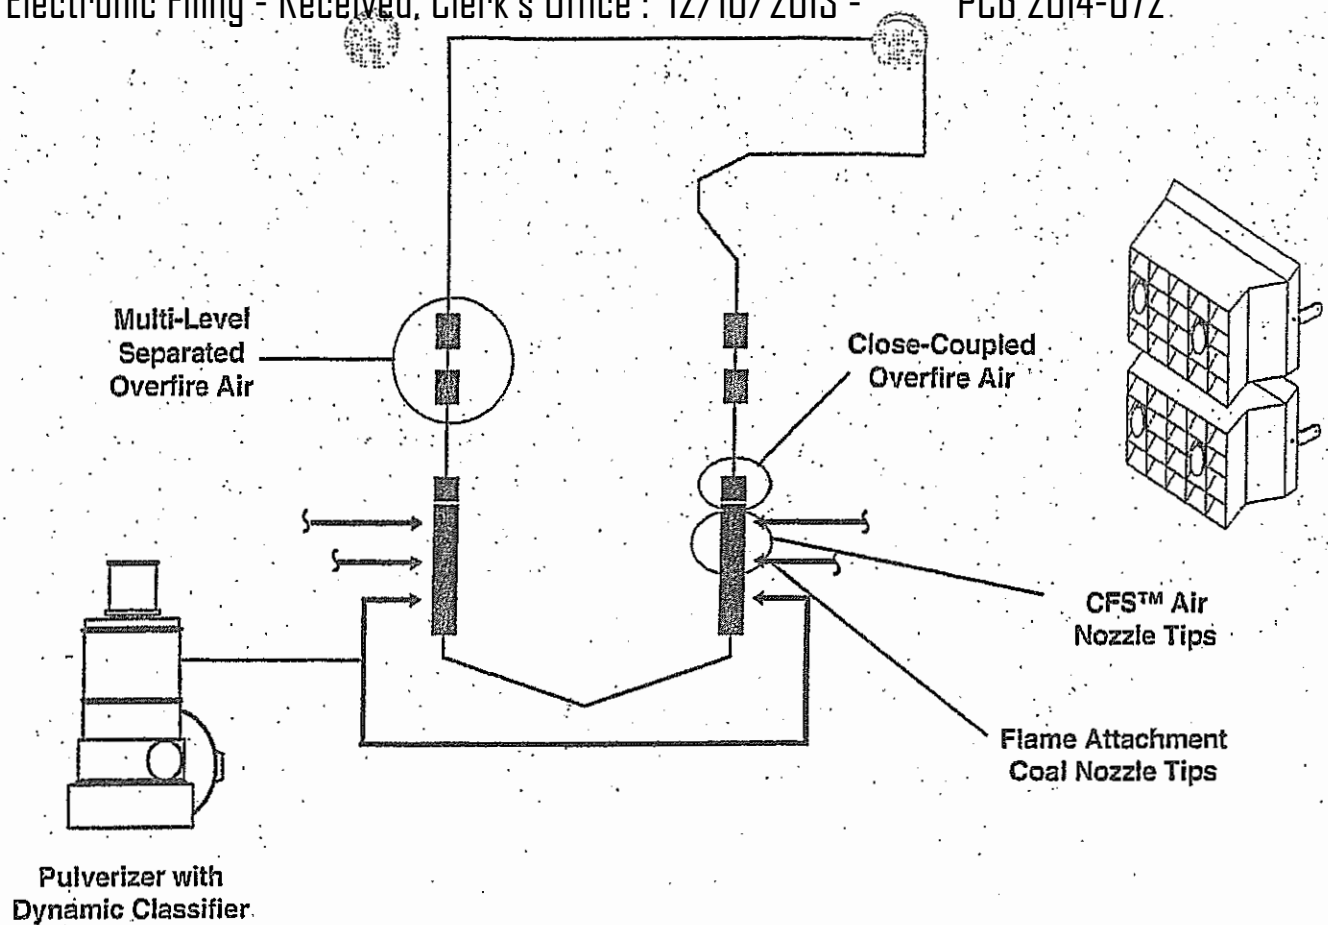 Electronic Filing - Received, Clerk's Office : 12/10/2013 - PCB 2014-072
Multi-Level
Separated
Overfire Air
Close-Coupled
Overfire Air
CFS™ Air
Nozzle Tips
Flame Attachment
Coal Nozzle Tips
Pulverizer with
Dynamic Classifier